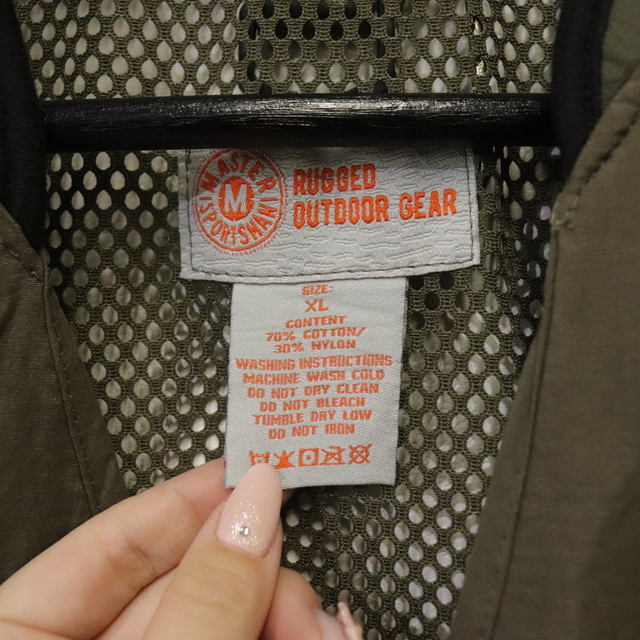 MASTER
M
SPORTSMAN
RUGGED
OUTDOOR GEAR
SIZE:
XL
CONTENT
70% COTTON/
30% NYLON
WASHING INSTRUCTIONS
MACHINE WASH COLD
DO NOT DRY CLEAN
DO NOT BLEACH
TUMBLE DAY LOW
DO NOT IRON